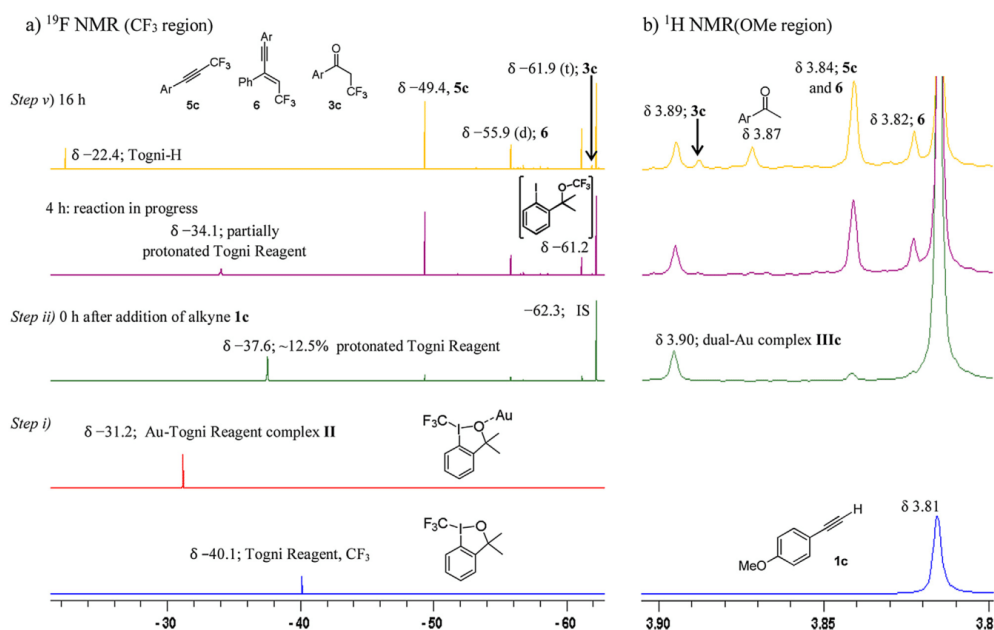 a) ¹⁹F NMR (CF₃ region)
b) ¹H NMR(OMe region)
Ar
CF₃
5c
Ar
Ph
CF₃
6
O
Ar
CF₃
3c
δ −61.9 (t); 3c
δ −49.4, 5c
Step v) 16 h
δ −55.9 (d); 6
δ −22.4; Togni-H
δ 3.84; 5c
and 6
δ 3.89; 3c
O
Ar
δ 3.87
δ 3.82; 6
4 h: reaction in progress
δ −34.1; partially
protonated Togni Reagent
I
O
CF₃
δ −61.2
Step ii) 0 h after addition of alkyne 1c
−62.3; IS
δ −37.6; ~12.5% protonated Togni Reagent
δ 3.90; dual-Au complex IIIc
Step i)
δ −31.2; Au-Togni Reagent complex II
F₃C
I
O
Au
δ −40.1; Togni Reagent, CF₃
F₃C
I
O
H
MeO
1c
δ 3.81
-30
-40
-50
-60
3.90
3.85
3.8